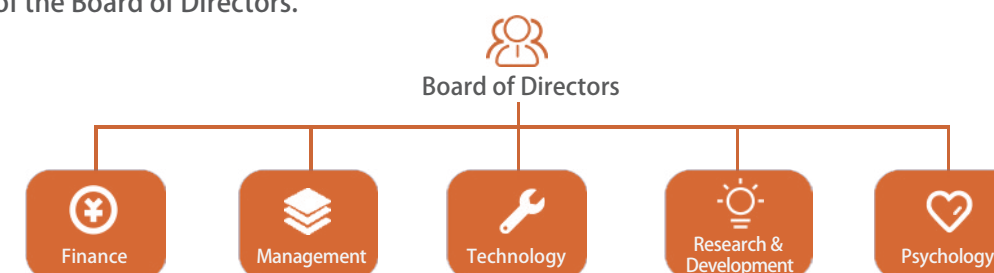 of the Board of Directors.
Board of Directors
Finance
Management
Technology
Research &
Development
Psychology